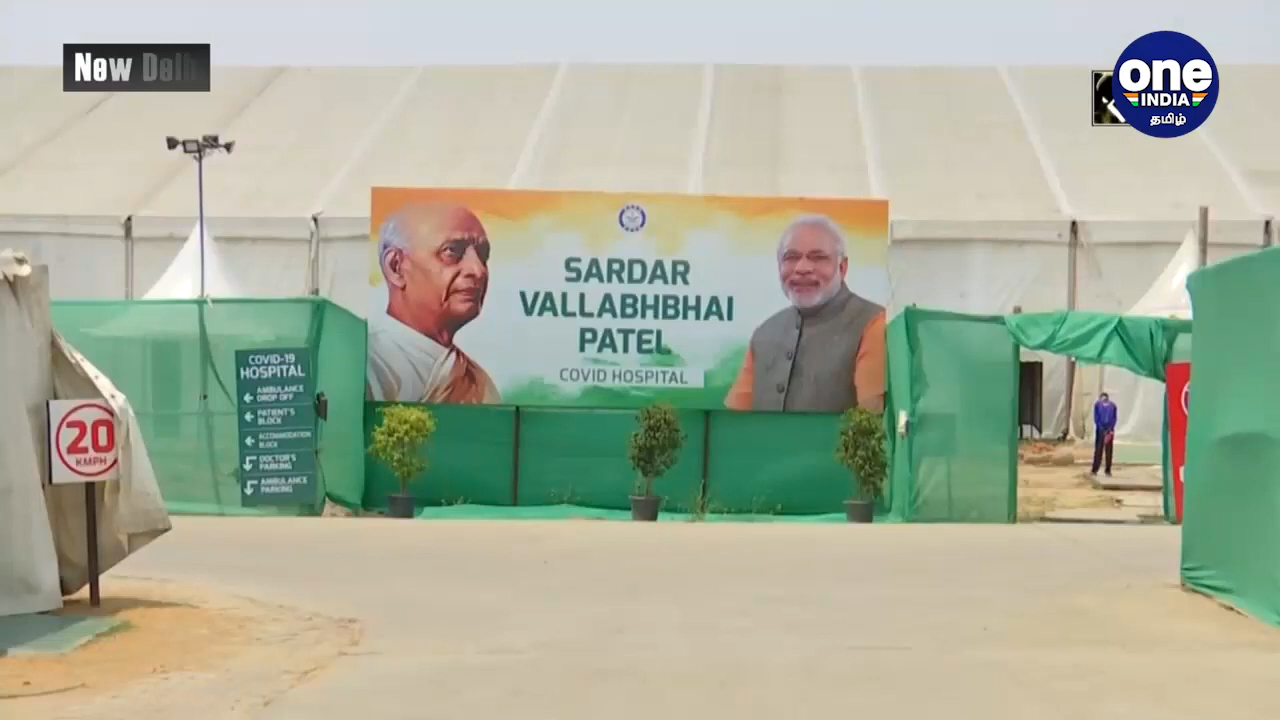 New Delhi
one
INDIA
தமிழ்
SARDAR
VALLABHBHAI
PATEL
COVID HOSPITAL
COVID-19
HOSPITAL
AMBULANCE
DROP OFF
PATIENT'S
BLOCK
ACCOMMODATION
BLOCK
DOCTOR'S
PARKING
AMBULANCE
PARKING
20
KMPH